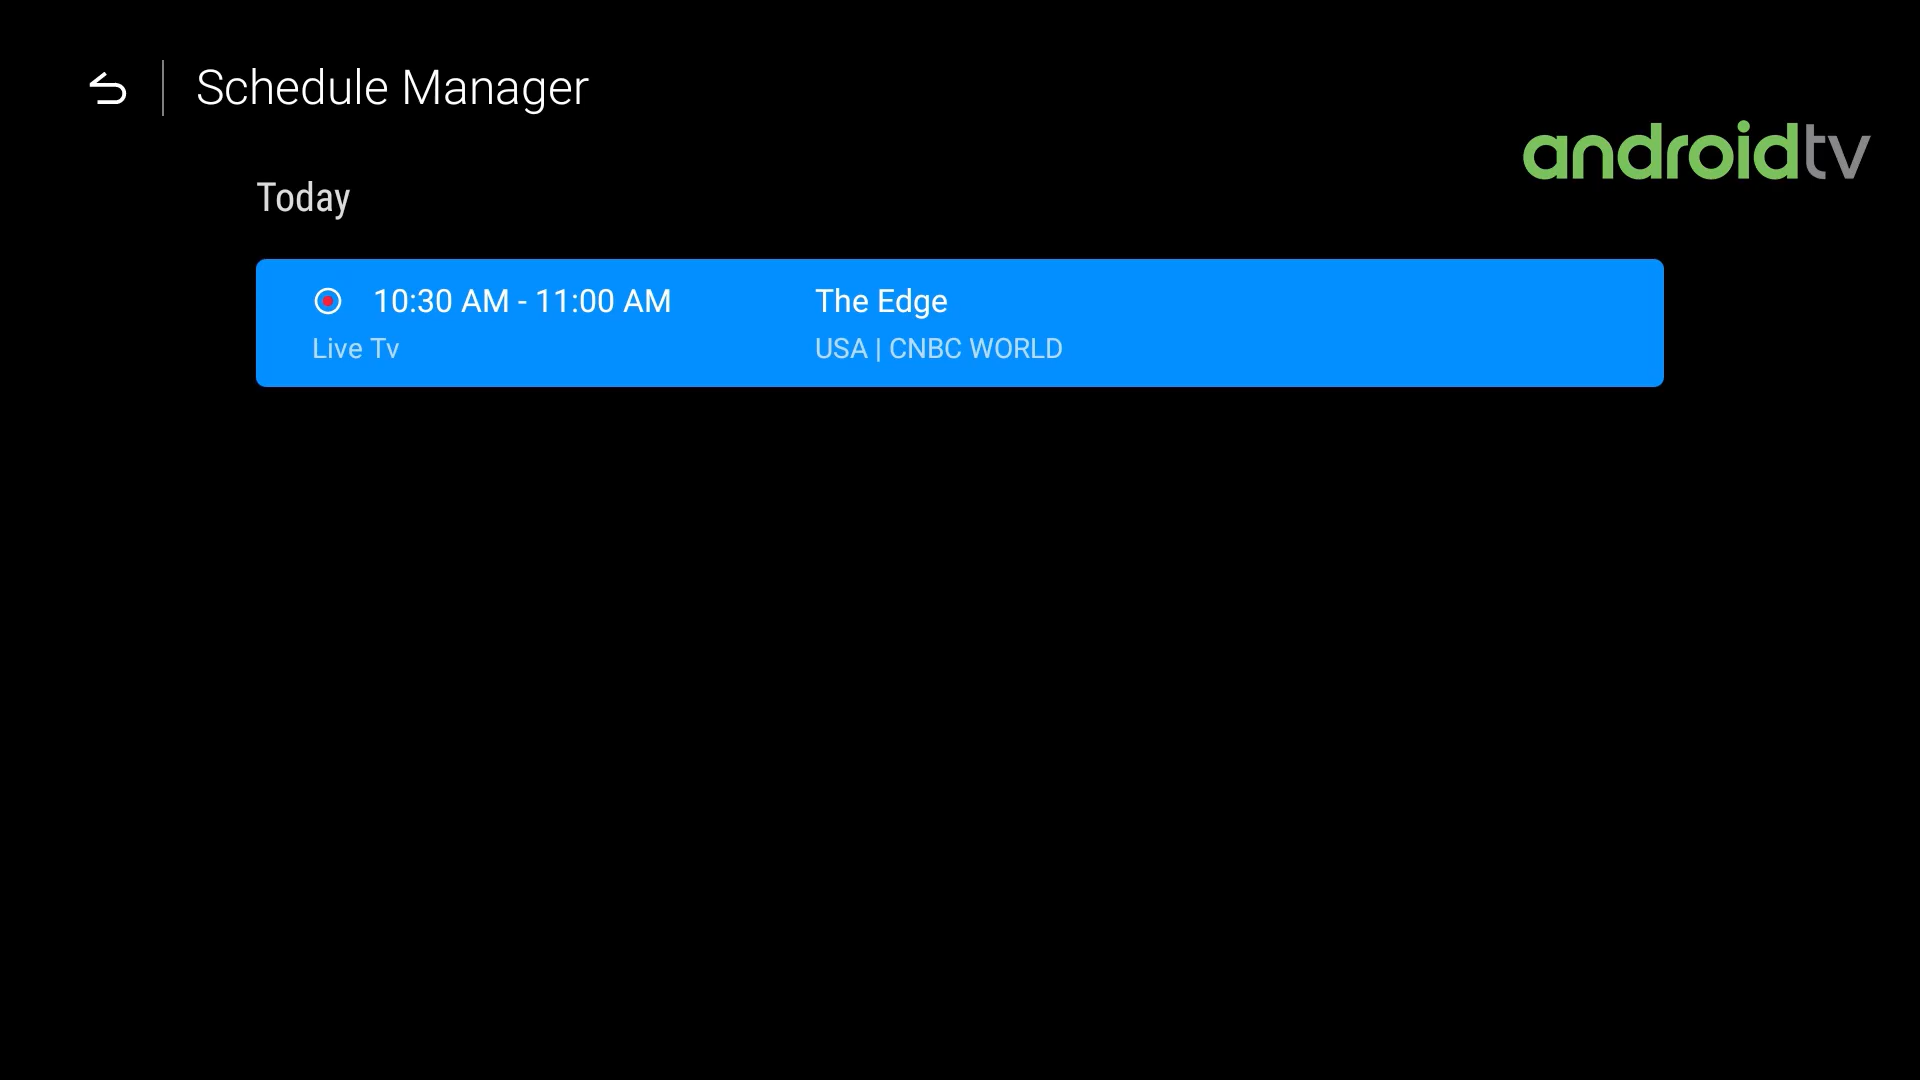 Schedule Manager
androidtv
Today
10:30 AM - 11:00 AM
The Edge
Live Tv
USA | CNBC WORLD